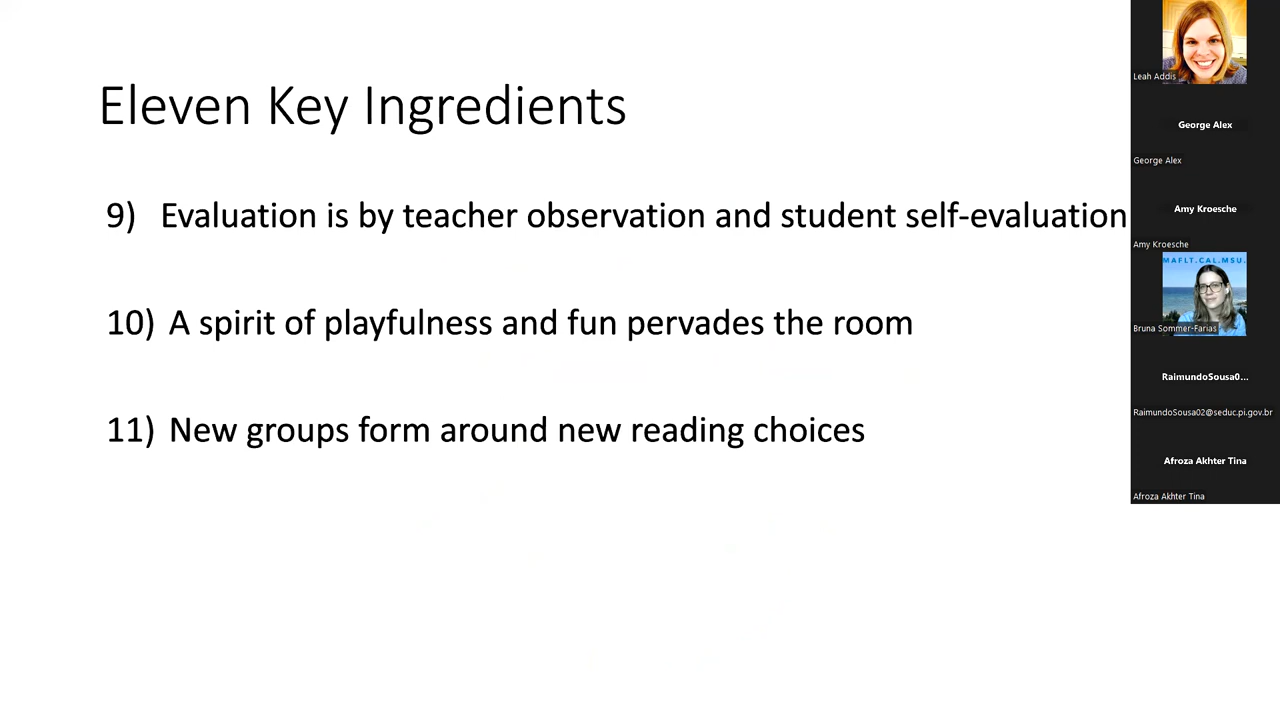 Eleven Key Ingredients
9) Evaluation is by teacher observation and student self-evaluation
10) A spirit of playfulness and fun pervades the room
11) New groups form around new reading choices
Leah Addis
George Alex
George Alex
Amy Kroesche
Amy Kroesche
MAFLT.CAL.MSU.
Bruna Sommer-Farias
RaimundoSousa0...
RaimundoSousa02@seduc.pi.gov.br
Afroza Akhter Tina
Afroza Akhter Tina